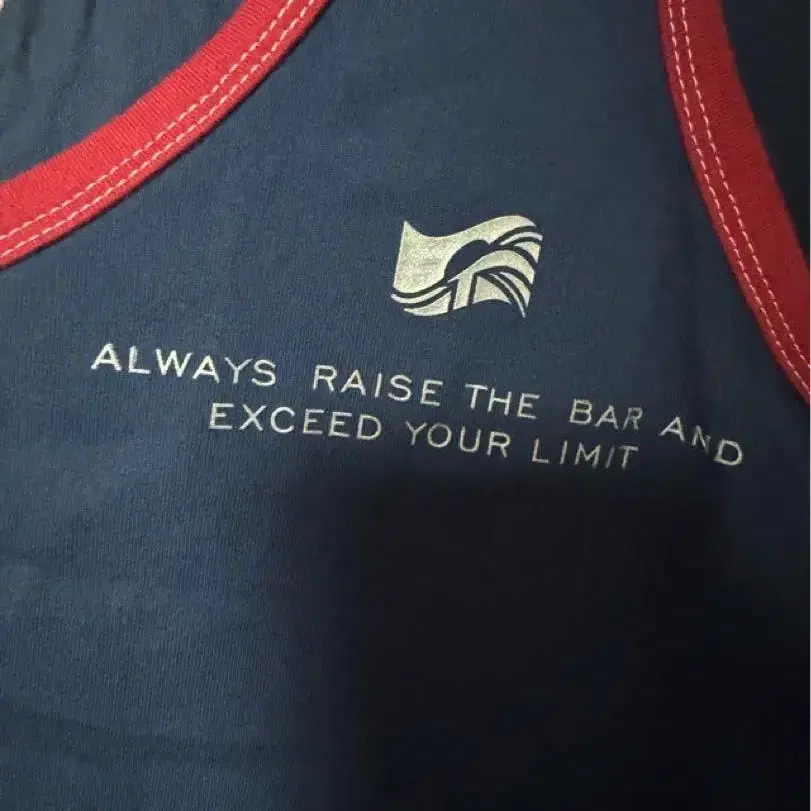 ALWAYS RAISE THE BAR AND
EXCEED YOUR LIMIT